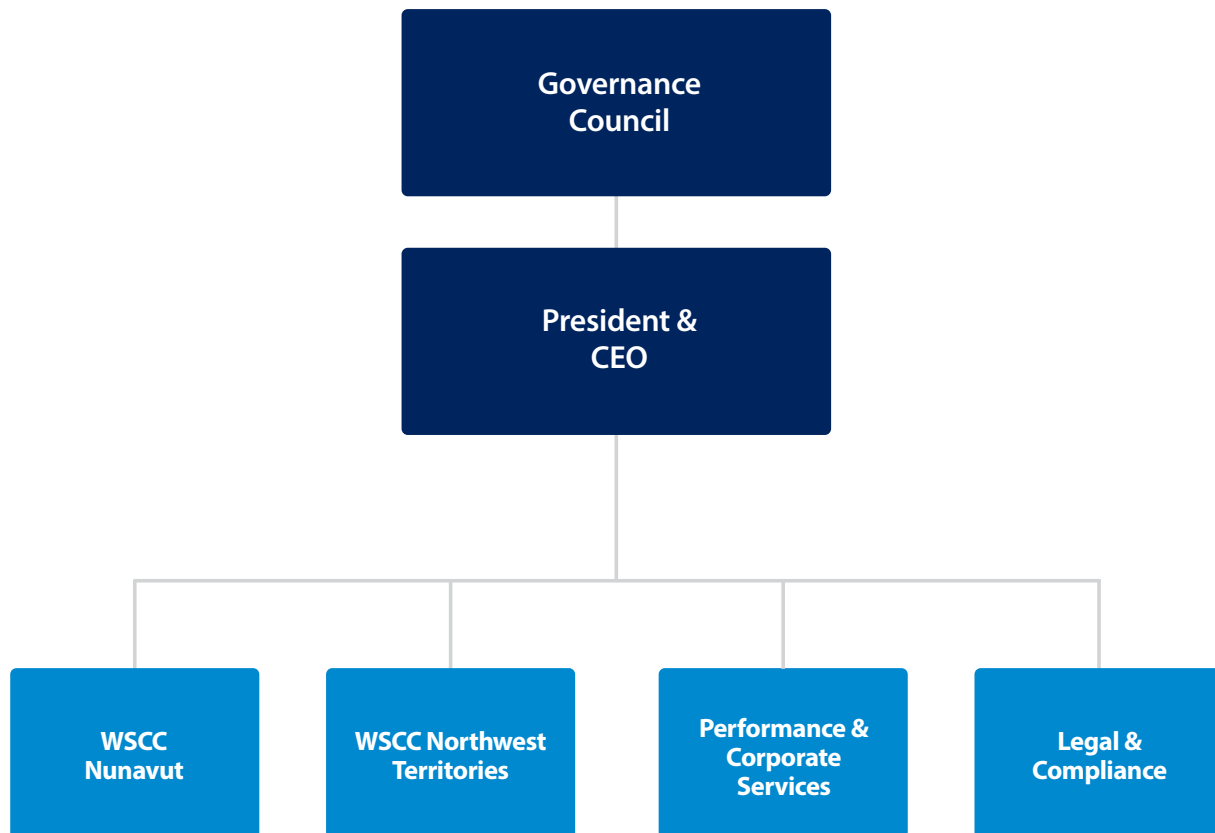 Governance
Council
President &
CEO
WSCC
Nunavut
WSCC Northwest
Territories
Performance &
Corporate
Services
Legal &
Compliance